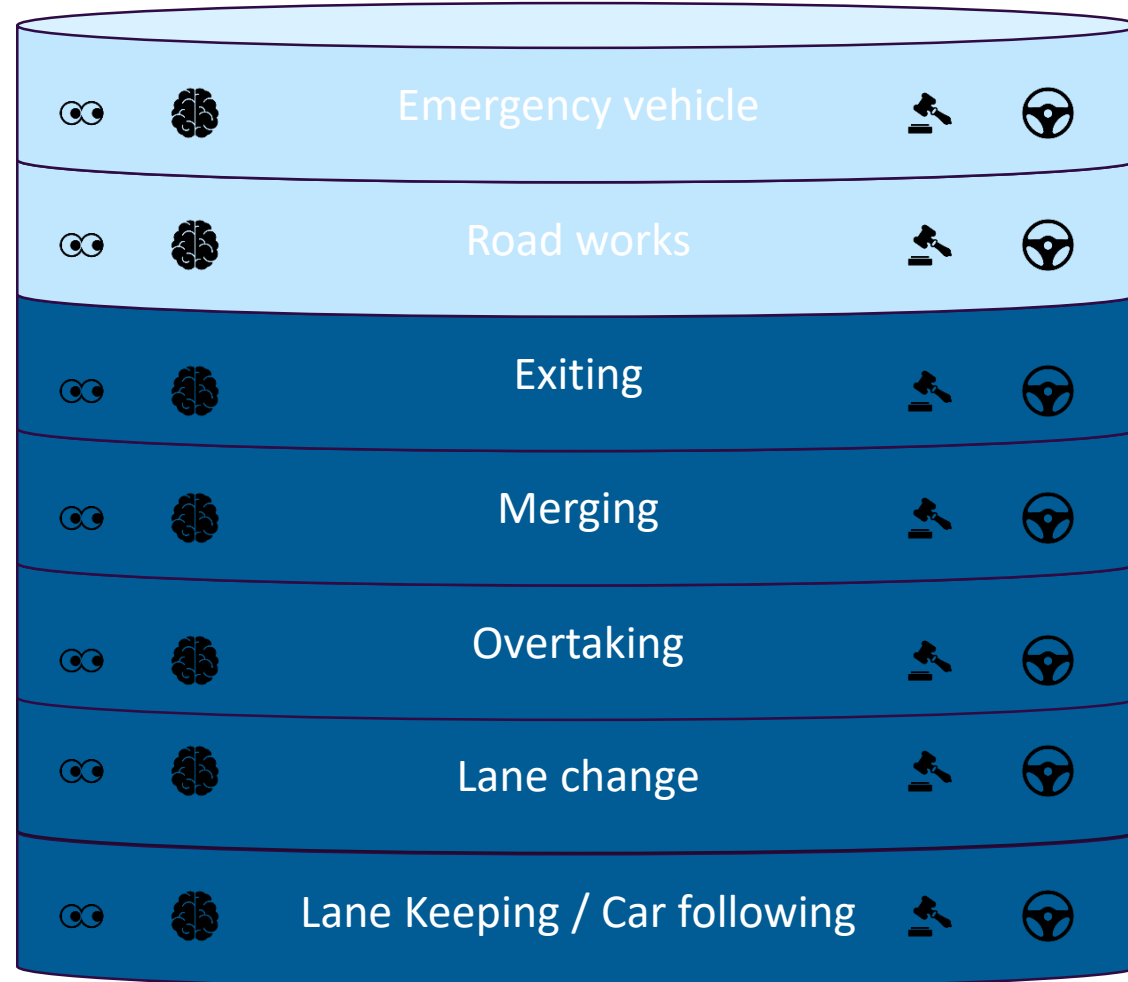 Emergency vehicle
Road works
Exiting
Merging
Overtaking
Lane change
Lane Keeping / Car following